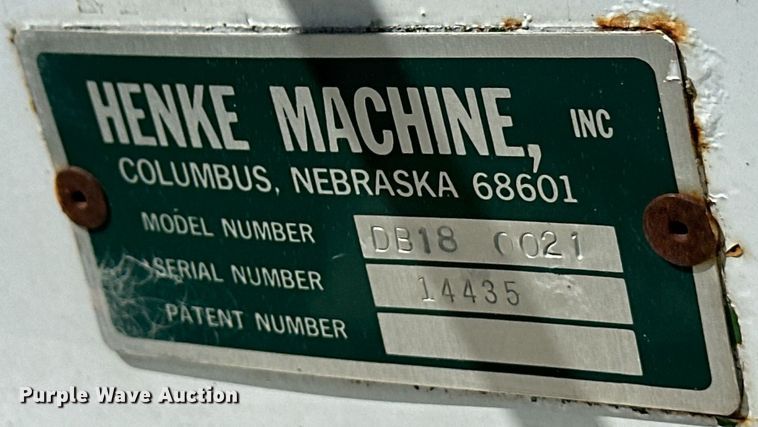 HENKE MACHINE, INC
COLUMBUS, NEBRASKA 68601
MODEL NUMBER DB18 0021
SERIAL NUMBER 14435
PATENT NUMBER
Purple Wave Auction